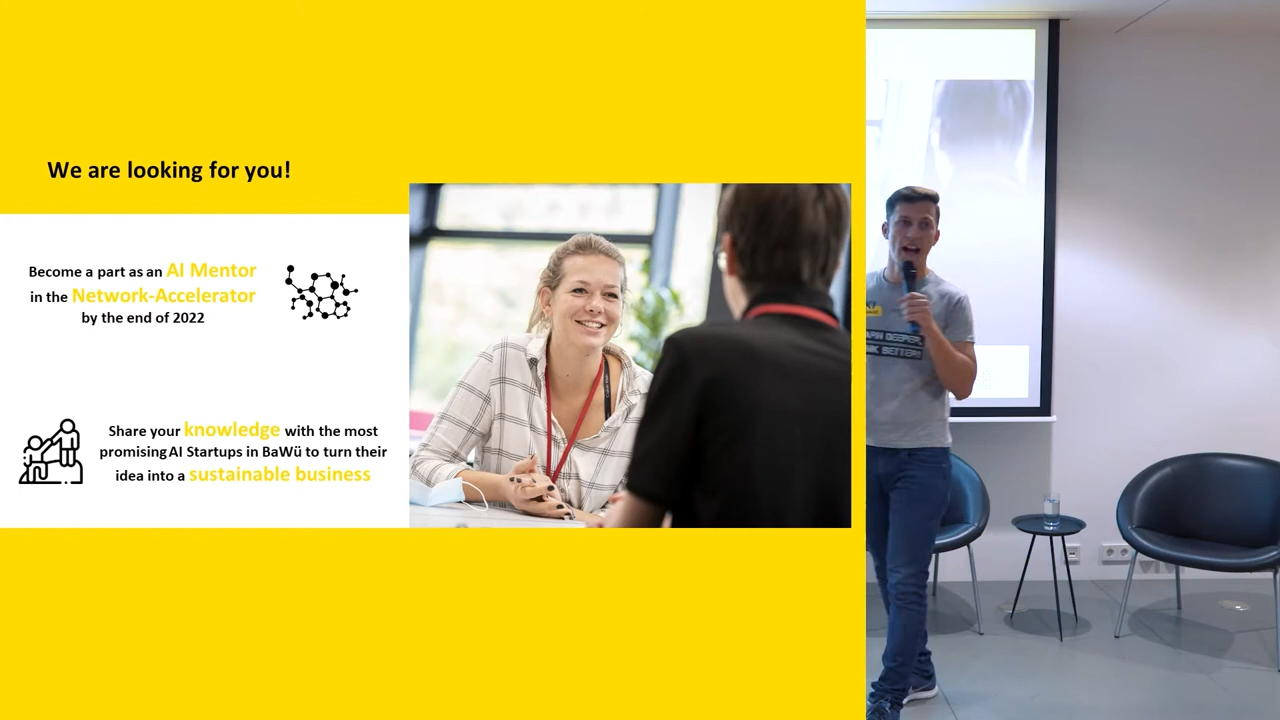 We are looking for you!
Become a part as an AI Mentor
in the Network-Accelerator
by the end of 2022
Share your knowledge with the most
promising AI Startups in BaWü to turn their
idea into a sustainable business
DEEPER,
BETTER!